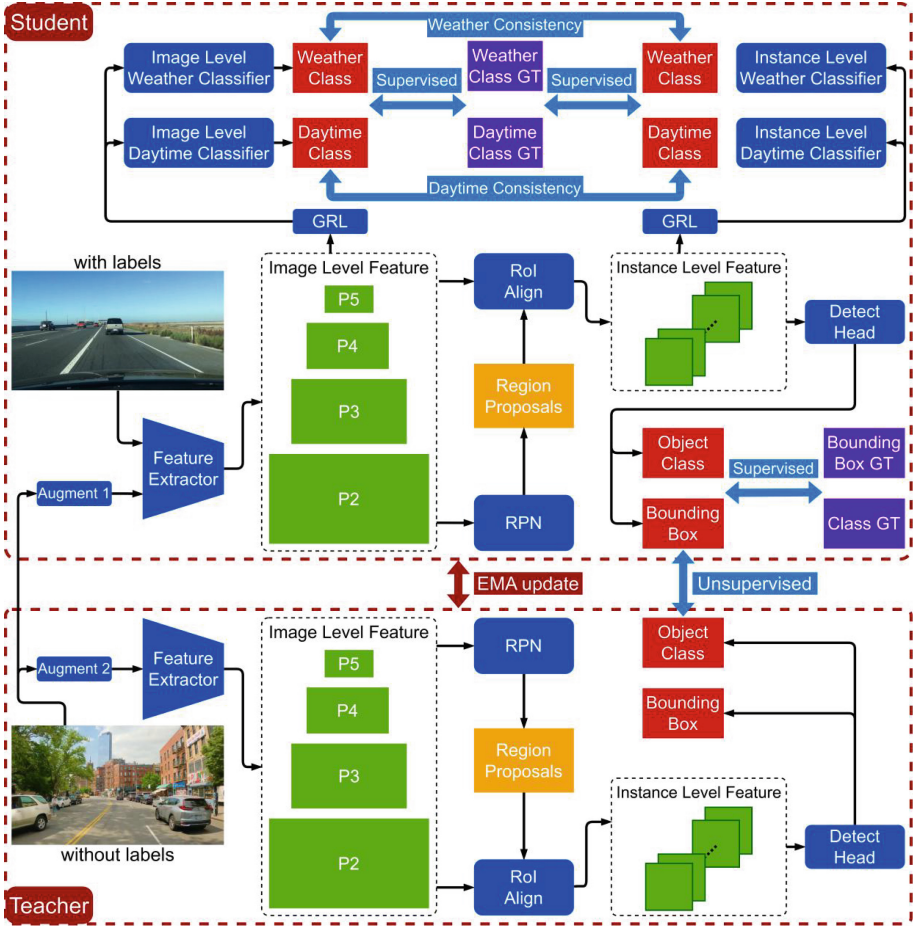 Student
Weather Consistency
Image Level
Weather Classifier
Weather
Class
Weather
Class GT
Weather
Class
Instance Level
Weather Classifier
Supervised
Supervised
Image Level
Daytime Classifier
Daytime
Class
Daytime
Class GT
Daytime
Class
Instance Level
Daytime Classifier
Daytime Consistency
GRL
GRL
with labels
Image Level Feature
P5
P4
P3
P2
RoI
Align
Region
Proposals
RPN
Instance Level Feature
Detect
Head
Feature
Extractor
Augment 1
Object
Class
Bounding
Box
Supervised
Bounding
Box GT
Class GT
EMA update
Unsupervised
Augment 2
Feature
Extractor
Image Level Feature
P5
P4
P3
P2
RPN
Region
Proposals
RoI
Align
Object
Class
Bounding
Box
Instance Level Feature
Detect
Head
without labels
Teacher